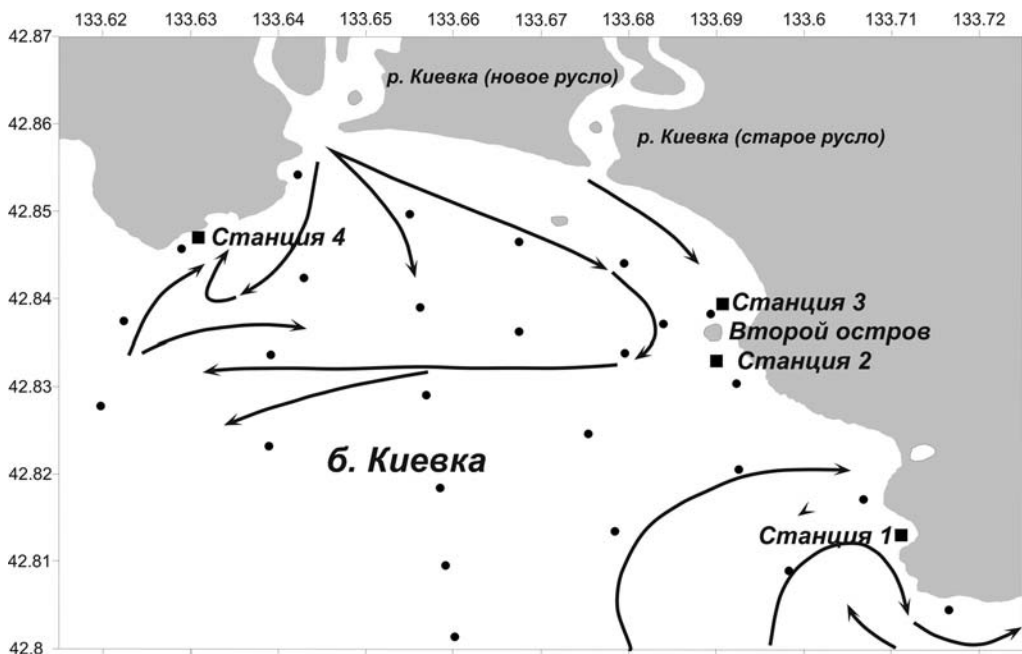 133.62 133.63 133.64 133.65 133.66 133.67 133.68 133.69 133.6 133.71 133.72
42.87
р. Киевка (новое русло)
42.86
р. Киевка (старое русло)
42.85
Станция 4
42.84
Станция 3
Второй остров
Станция 2
42.83
б. Киевка
42.82
Станция 1
42.81
42.8